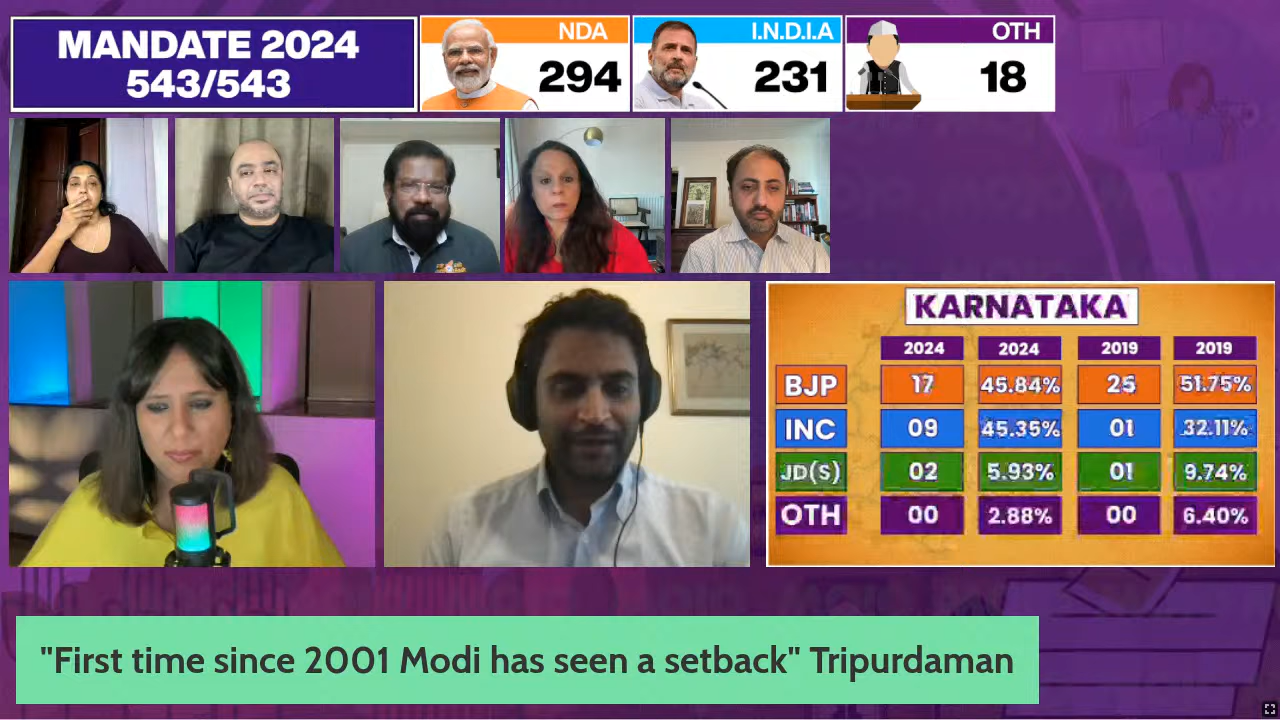 MANDATE 2024
543/543
NDA
294
I.N.D.I.A
231
OTH
18
KARNATAKA
2024 2024 2019 2019
BJP 17 45.84% 25 51.75%
INC 09 45.35% 01 32.11%
JD(S) 02 5.93% 01 9.74%
OTH 00 2.88% 00 6.40%
"First time since 2001 Modi has seen a setback" Tripurdaman